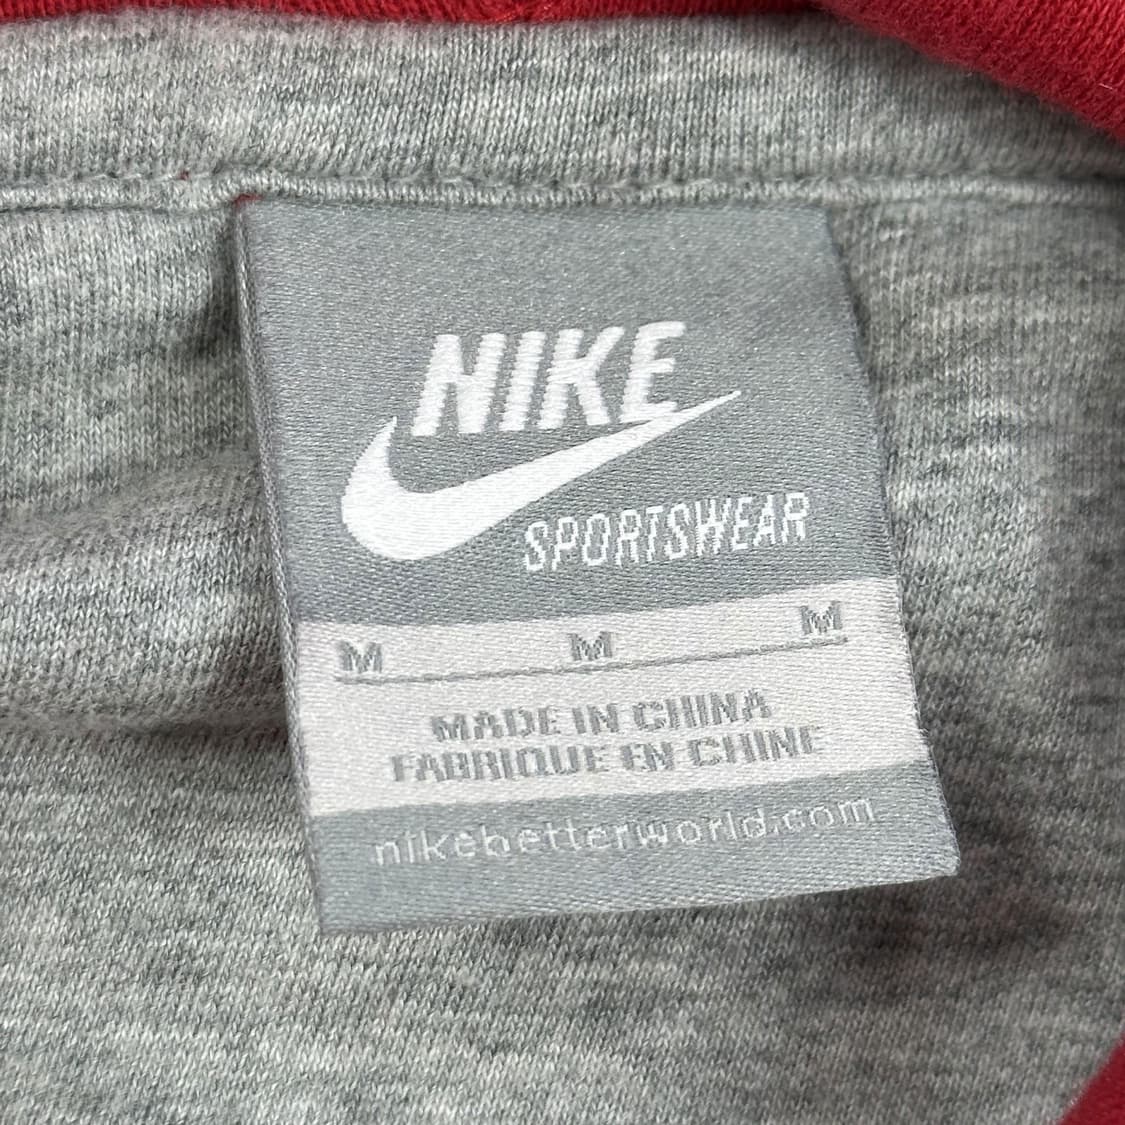 NIKE
SPORTSWEAR
M M M
MADE IN CHINA
FABRIQUE EN CHINE
nikebetterworld.com